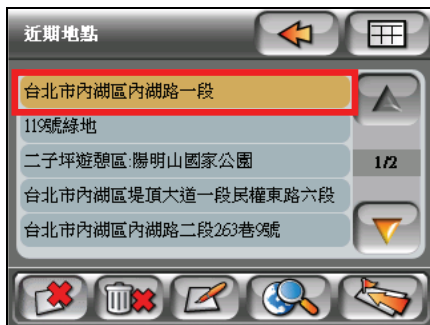 近期地點
台北市內湖區內湖路一段
119號綠地
二子坪遊憩區:陽明山國家公園
1/2
台北市內湖區堤頂大道一段民權東路六段
台北市內湖區內湖路二段263巷9號